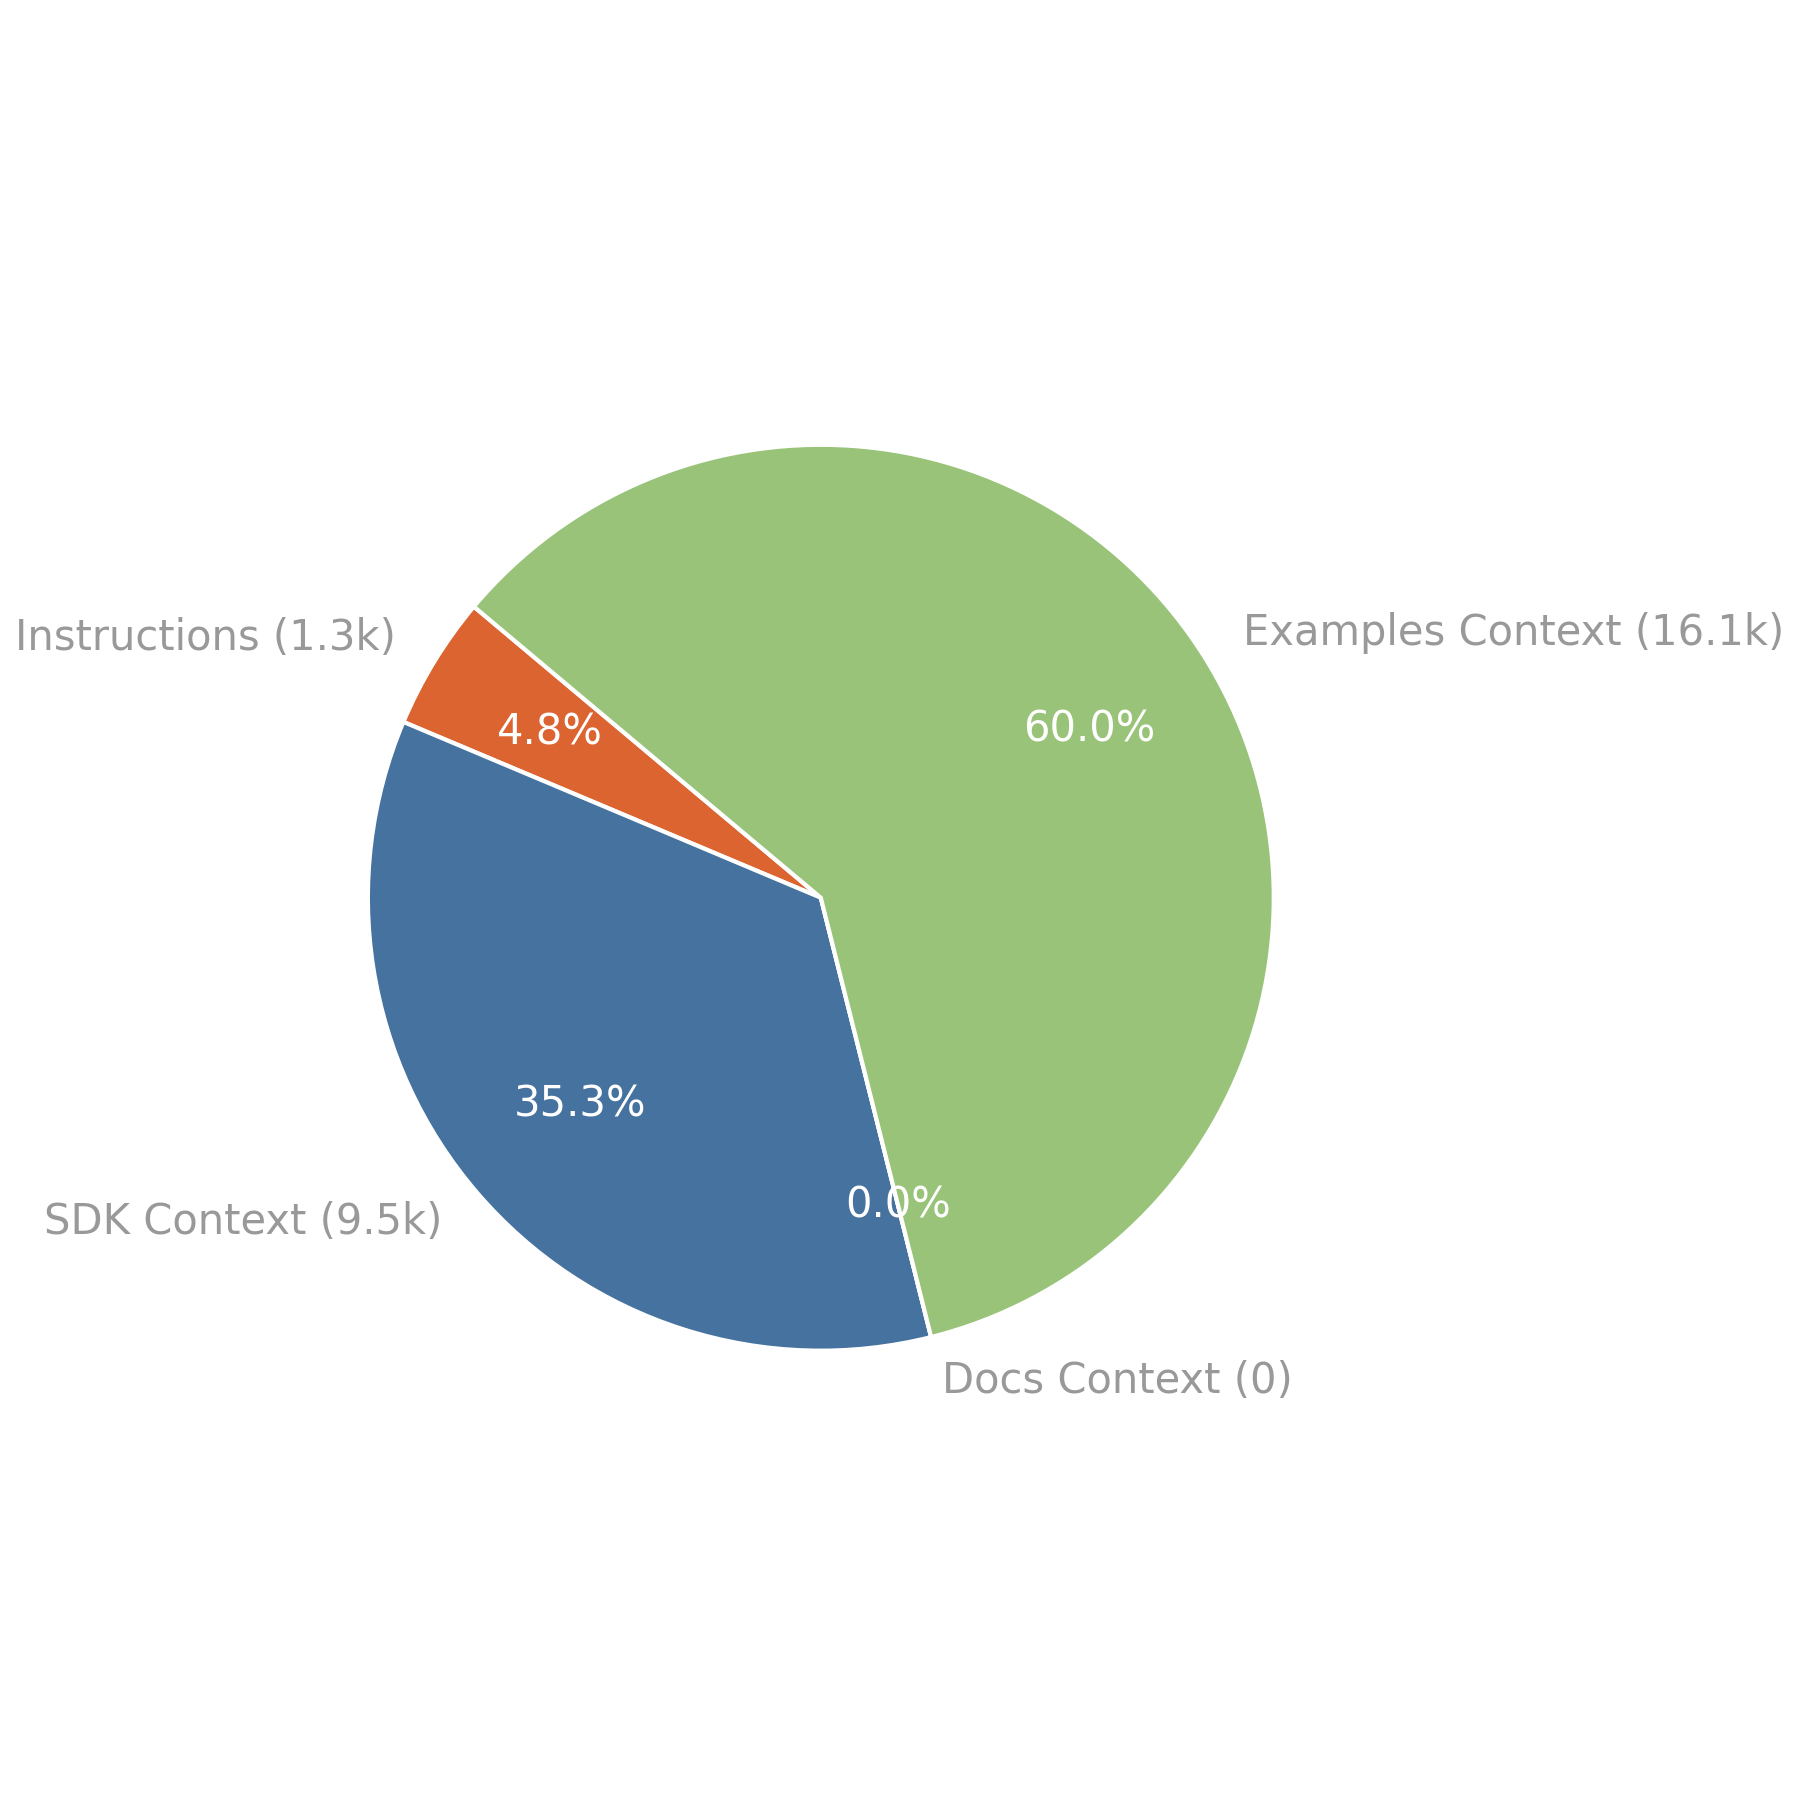 Examples Context (16.1k)
Instructions (1.3k)
60.0%
4.8%
35.3%
0.0%
SDK Context (9.5k)
Docs Context (0)